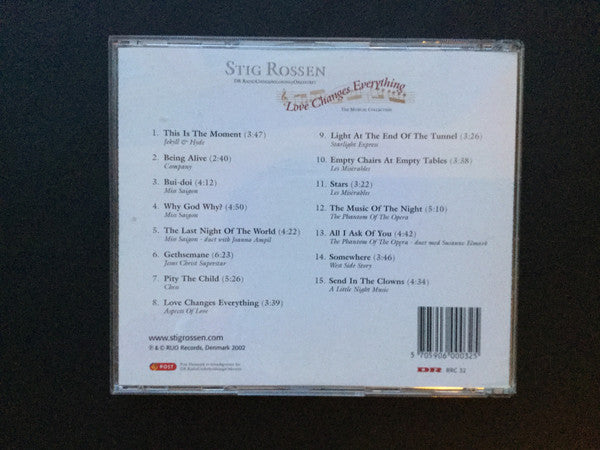 STIG ROSSEN
DR RADIOUNDERHOLDNINGSORKESTRET
Love Changes Everything
THE MUSICAL COLLECTION
1. This Is The Moment (3:47)
Jekyll & Hyde
2. Being Alive (2:40)
Company
3. Bui-doi (4:12)
Miss Saigon
4. Why God Why? (4:50)
Miss Saigon
5. The Last Night Of The World (4:22)
Miss Saigon - duet with Joanna Ampil
6. Gethsemane (6:23)
Jesus Christ Superstar
7. Pity The Child (5:26)
Chess
8. Love Changes Everything (3:39)
Aspects Of Love
9. Light At The End Of The Tunnel (3:26)
Starlight Express
10. Empty Chairs At Empty Tables (3:38)
Les Misérables
11. Stars (3:22)
Les Misérables
12. The Music Of The Night (5:10)
The Phantom Of The Opera
13. All I Ask Of You (4:42)
The Phantom Of The Opera - duet med Susanne Elmark
14. Somewhere (3:46)
West Side Story
15. Send In The Clowns (4:34)
A Little Night Music
www.stigrossen.com
℗ & © RUO Records, Denmark 2002
POST
5 705906 000325
DR RRC 32